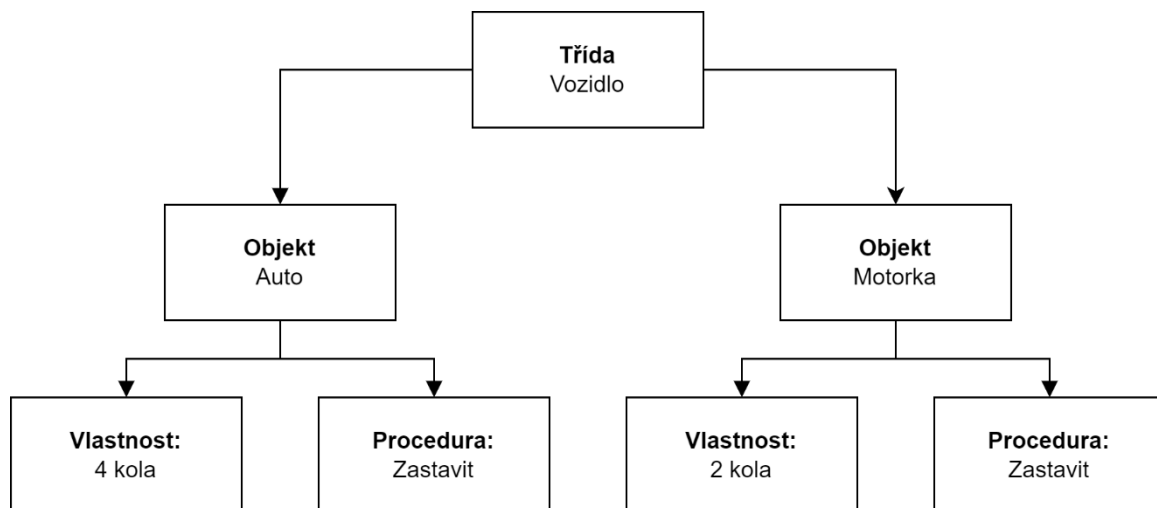 Třída
Vozidlo
Objekt
Auto
Objekt
Motorka
Vlastnost:
4 kola
Procedura:
Zastavit
Vlastnost:
2 kola
Procedura:
Zastavit